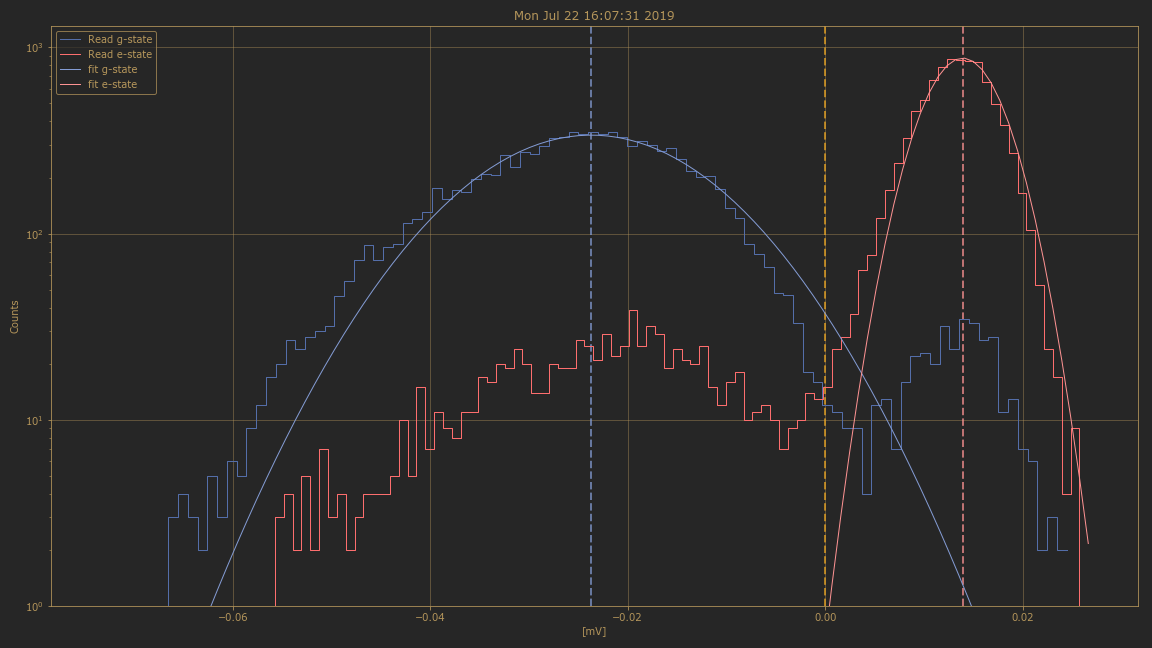 Mon Jul 22 16:07:31 2019
Read g-state
Read e-state
fit g-state
fit e-state
10³
10²
10¹
10⁰
Counts
−0.06 −0.04 −0.02 0.00 0.02
[mV]